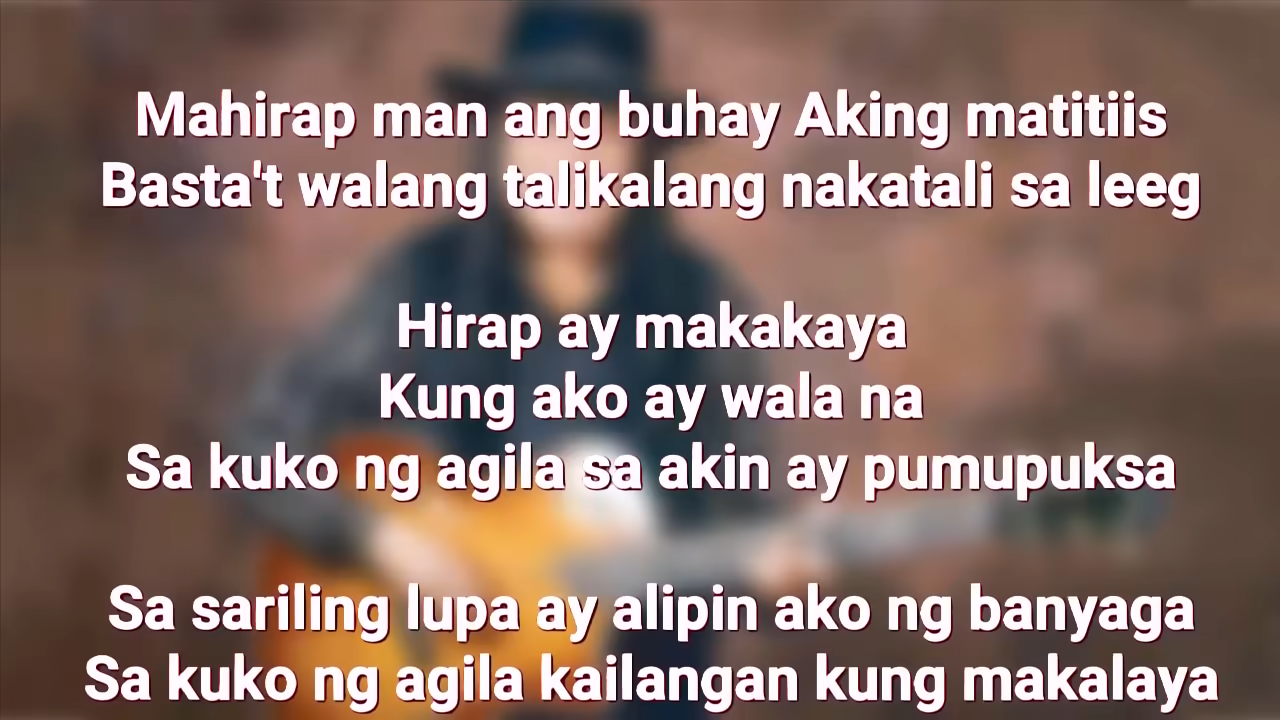 Mahirap man ang buhay Aking matitiis
Basta't walang talikalang nakatali sa leeg
Hirap ay makakaya
Kung ako ay wala na
Sa kuko ng agila sa akin ay pumupuksa
Sa sariling lupa ay alipin ako ng banyaga
Sa kuko ng agila kailangan kung makalaya